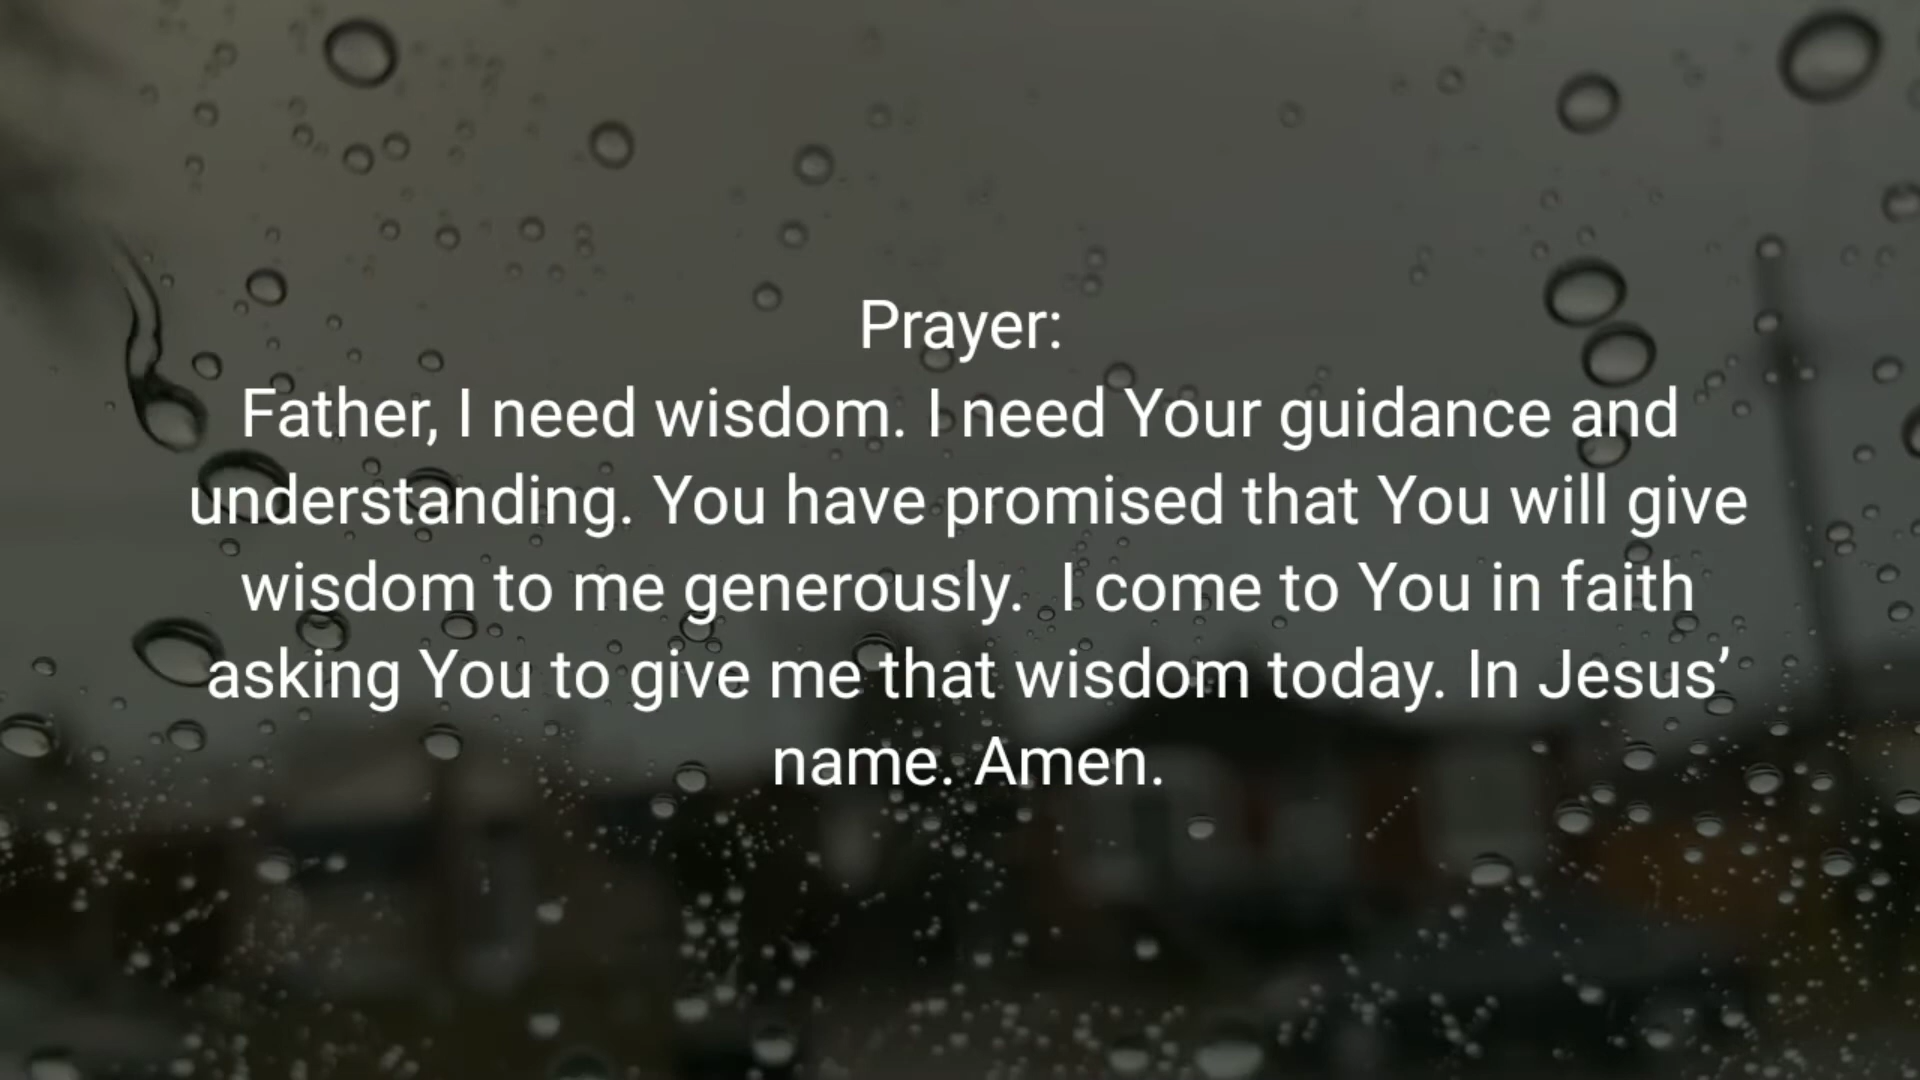 Prayer:
Father, I need wisdom. I need Your guidance and
understanding. You have promised that You will give
wisdom to me generously.  I come to You in faith
asking You to give me that wisdom today. In Jesus’
name. Amen.